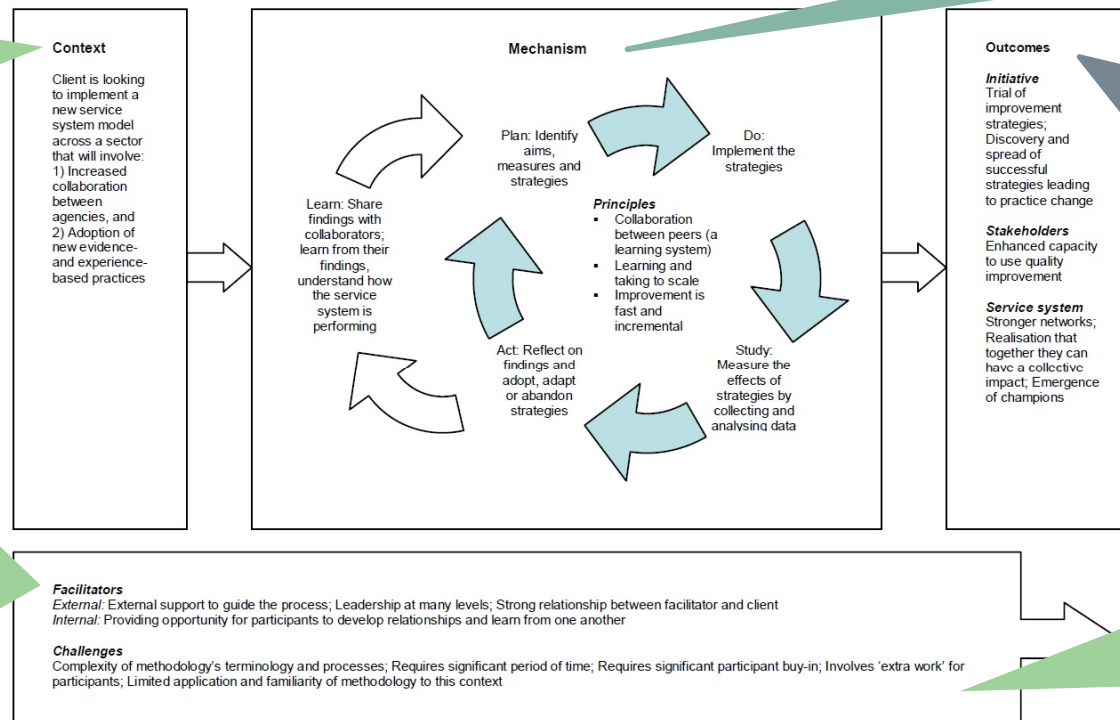 Context
Client is looking
to implement a
new service
system model
across a sector
that will involve:
1) Increased
collaboration
between
agencies, and
2) Adoption of
new evidence-
and experience-
based practices
Mechanism
Plan: Identify
aims,
measures and
strategies
Do:
Implement the
strategies
Learn: Share
findings with
collaborators;
learn from their
findings,
understand how
the service
system is
performing
Principles
▪ Collaboration
between peers (a
learning system)
▪ Learning and
taking to scale
▪ Improvement is
fast and
incremental
Act: Reflect on
findings and
adopt, adapt
or abandon
strategies
Study:
Measure the
effects of
strategies by
collecting and
analysing data
Outcomes
Initiative
Trial of
improvement
strategies;
Discovery and
spread of
successful
strategies leading
to practice change
Stakeholders
Enhanced capacity
to use quality
improvement
Service system
Stronger networks;
Realisation that
together they can
have a collective
impact; Emergence
of champions
Facilitators
External: External support to guide the process; Leadership at many levels; Strong relationship between facilitator and client
Internal: Providing opportunity for participants to develop relationships and learn from one another
Challenges
Complexity of methodology's terminology and processes; Requires significant period of time; Requires significant participant buy-in; Involves 'extra work' for
participants; Limited application and familiarity of methodology to this context